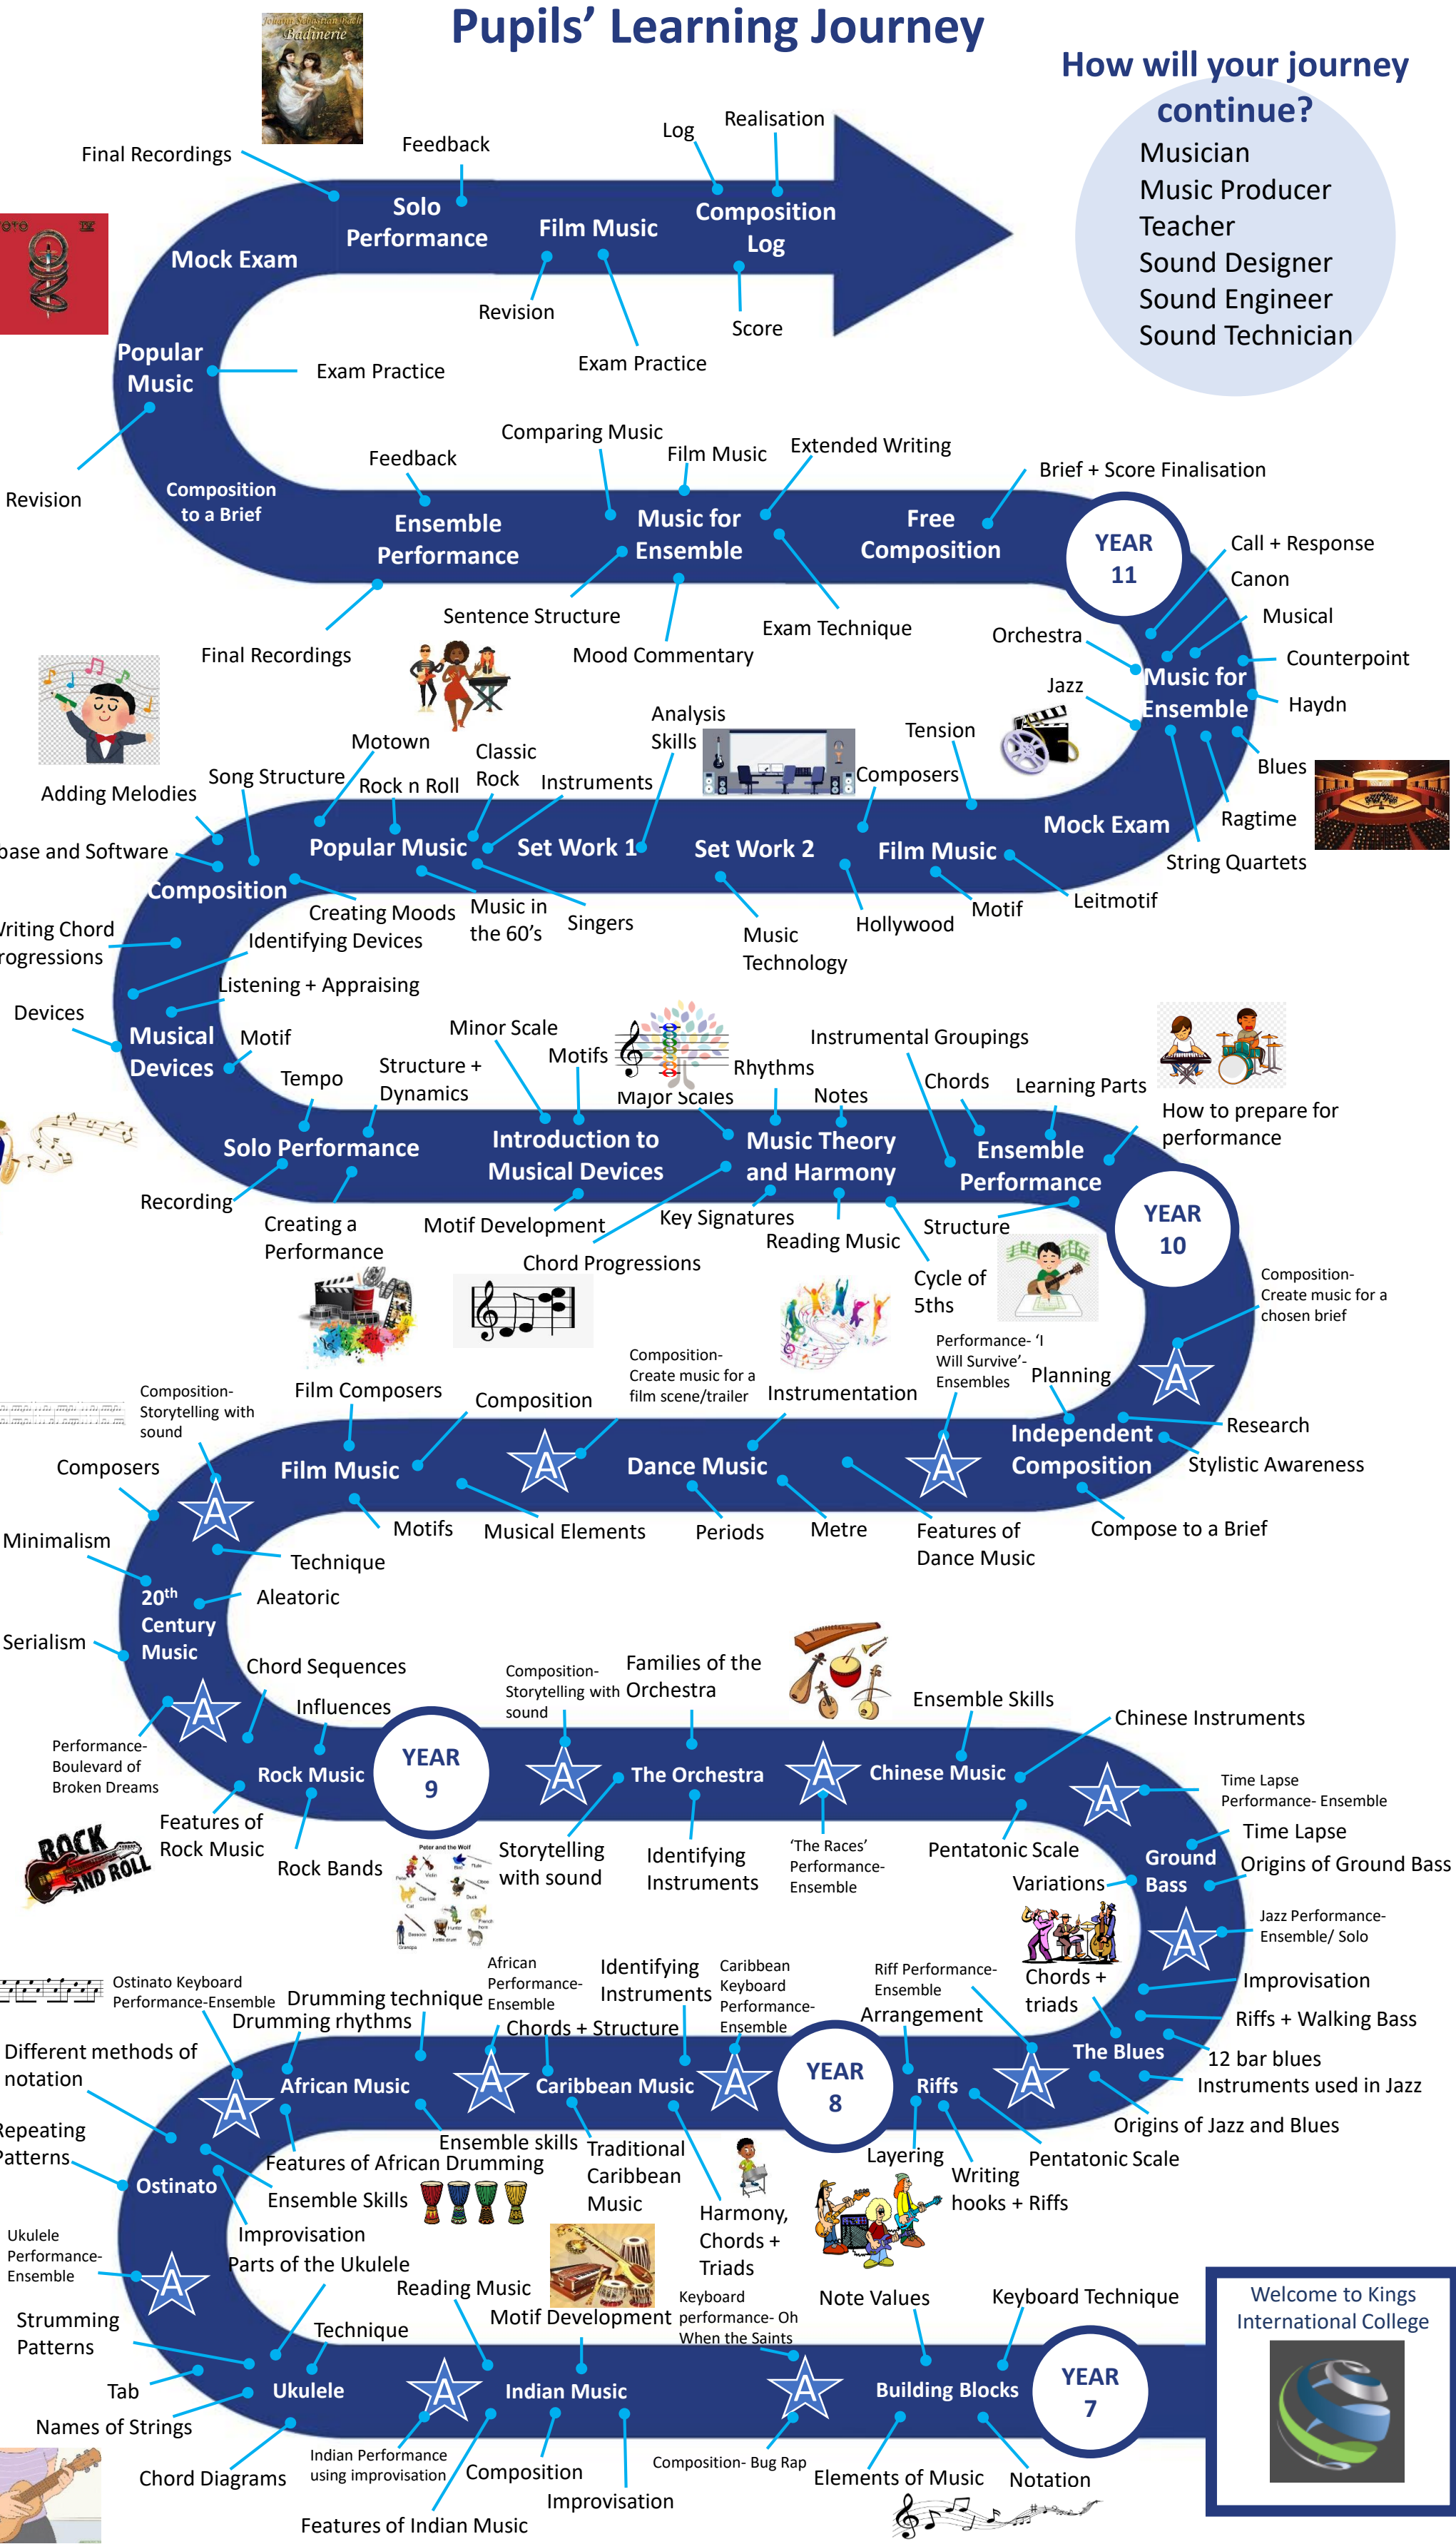 Pupils’ Learning Journey
How will your journey
continue?
Musician
Music Producer
Teacher
Sound Designer
Sound Engineer
Sound Technician
Johann Sebastian Bach
Badinerie
TOTO IV
Final Recordings
Feedback
Log
Realisation
Solo
Performance
Film Music
Composition
Log
Mock Exam
Revision
Exam Practice
Score
Popular
Music
Exam Practice
Revision
Composition
to a Brief
Feedback
Comparing Music
Film Music
Extended Writing
Brief + Score Finalisation
Ensemble
Performance
Music for
Ensemble
Free
Composition
YEAR
11
Final Recordings
Sentence Structure
Mood Commentary
Exam Technique
Call + Response
Canon
Musical
Orchestra
Counterpoint
Jazz
Music for
Ensemble
Haydn
Blues
Ragtime
String Quartets
Mock Exam
Tension
Composers
Film Music
Leitmotif
Motif
Hollywood
Set Work 2
Music
Technology
Analysis
Skills
Set Work 1
Motown
Classic
Rock
Rock n Roll
Instruments
Popular Music
Music in
the 60’s
Singers
Song Structure
Adding Melodies
base and Software
Composition
Creating Moods
Writing Chord
Progressions
Identifying Devices
Listening + Appraising
Devices
Musical
Devices
Motif
Tempo
Structure +
Dynamics
Solo Performance
Recording
Creating a
Performance
Minor Scale
Motifs
Introduction to
Musical Devices
Motif Development
Major Scales
Rhythms
Notes
Music Theory
and Harmony
Chord Progressions
Key Signatures
Reading Music
Cycle of
5ths
Instrumental Groupings
Chords
Learning Parts
How to prepare for
performance
Ensemble
Performance
Structure
YEAR
10
Composition-
Create music for a
chosen brief
A
Planning
Research
Independent
Composition
Stylistic Awareness
Compose to a Brief
Performance- ‘I
Will Survive’-
Ensembles
A
Instrumentation
Dance Music
Periods
Metre
Features of
Dance Music
Composition-
Create music for a
film scene/trailer
A
Film Composers
Composition
Film Music
Motifs
Musical Elements
Composition-
Storytelling with
sound
A
Composers
Technique
Minimalism
Aleatoric
20th
Century
Music
Serialism
A
Performance-
Boulevard of
Broken Dreams
Chord Sequences
Influences
Rock Music
Features of
Rock Music
Rock Bands
ROCK
AND ROLL
YEAR
9
Composition-
Storytelling with
sound
A
Families of the
Orchestra
The Orchestra
Storytelling
with sound
Identifying
Instruments
Peter and the Wolf
A
‘The Races’
Performance-
Ensemble
Ensemble Skills
Chinese Instruments
Chinese Music
Pentatonic Scale
A
Time Lapse
Performance- Ensemble
Time Lapse
Ground
Bass
Origins of Ground Bass
Variations
A
Jazz Performance-
Ensemble/ Solo
Chords +
triads
Improvisation
Riffs + Walking Bass
The Blues
12 bar blues
Instruments used in Jazz
Origins of Jazz and Blues
Riff Performance-
Ensemble
A
Arrangement
Riffs
Layering
Writing
hooks + Riffs
Pentatonic Scale
YEAR
8
Caribbean
Keyboard
Performance-
Ensemble
A
Identifying
Instruments
Chords + Structure
Caribbean Music
Traditional
Caribbean
Music
Harmony,
Chords +
Triads
African
Performance-
Ensemble
A
Drumming technique
Drumming rhythms
African Music
Ensemble skills
Features of African Drumming
Ostinato Keyboard
Performance-Ensemble
A
Different methods of
notation
Repeating
Patterns
Ostinato
Ensemble Skills
Improvisation
Ukulele
Performance-
Ensemble
A
Parts of the Ukulele
Strumming
Patterns
Technique
Tab
Ukulele
Names of Strings
Chord Diagrams
A
Indian Performance
using improvisation
Reading Music
Motif Development
Indian Music
Composition
Improvisation
Features of Indian Music
Keyboard
performance- Oh
When the Saints
A
Composition- Bug Rap
Note Values
Keyboard Technique
Building Blocks
Elements of Music
Notation
YEAR
7
Welcome to Kings
International College